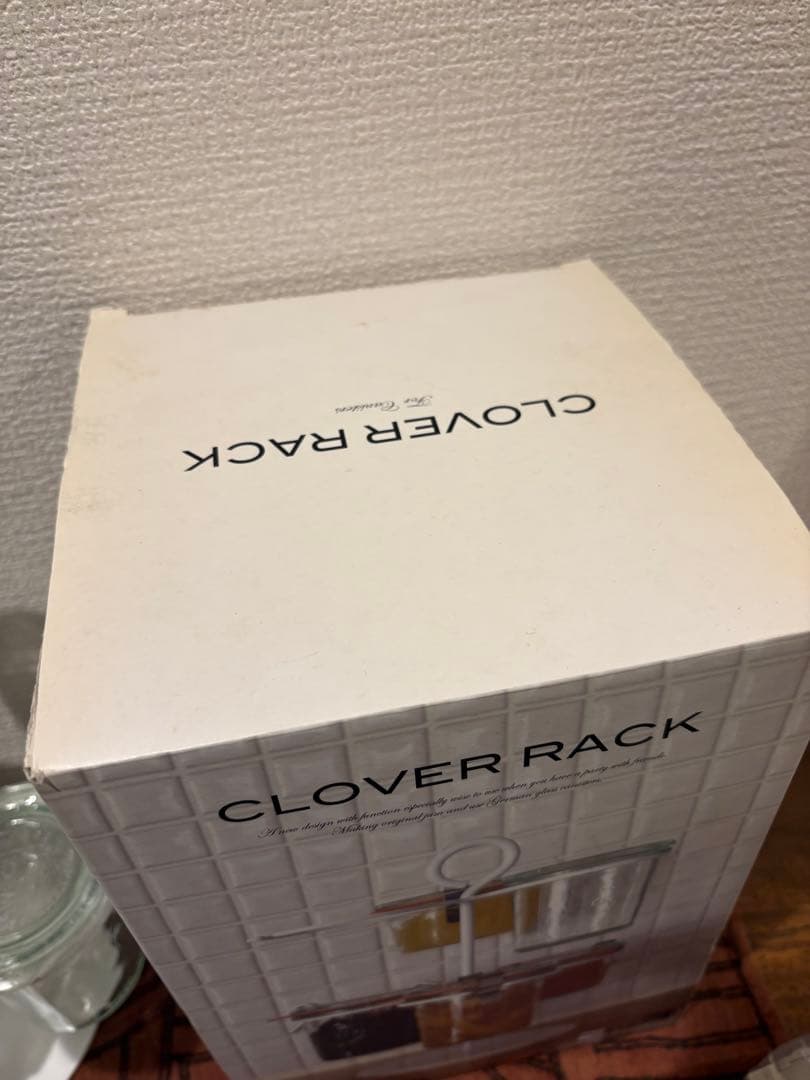 CLOVER RACK
For Canisters
CLOVER RACK
A new design with function especially wise to use when you have a party with friends.
Making original jam and use German glass canisters.